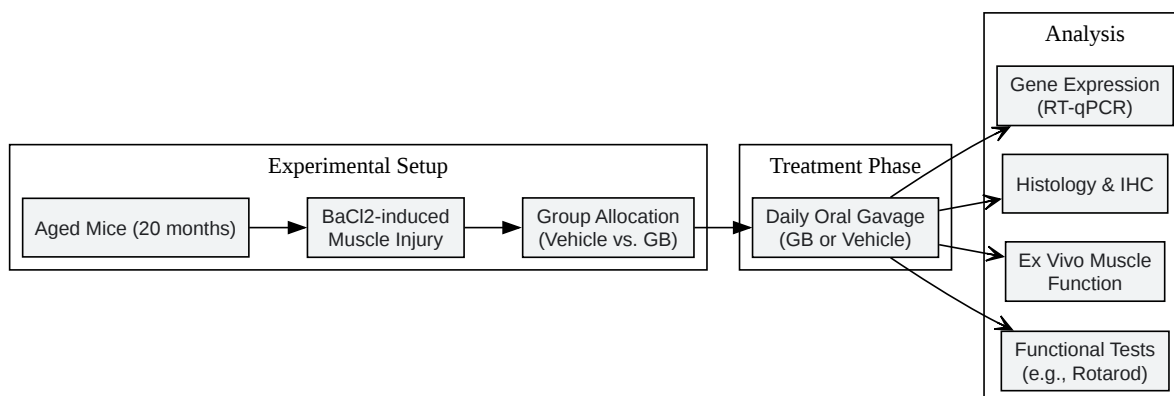 Experimental Setup
Aged Mice (20 months)
BaCl2-induced
Muscle Injury
Group Allocation
(Vehicle vs. GB)
Treatment Phase
Daily Oral Gavage
(GB or Vehicle)
Analysis
Gene Expression
(RT-qPCR)
Histology & IHC
Ex Vivo Muscle
Function
Functional Tests
(e.g., Rotarod)